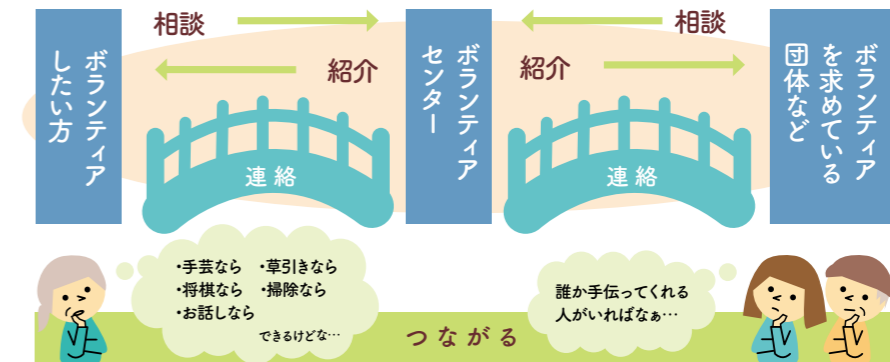 相談
紹介
ボランティア
したい方
連絡
ボランティア
センター
相談
紹介
連絡
ボランティア
を求めている
団体など
・手芸なら ・草引きなら
・将棋なら ・掃除なら
・お話しなら
できるけどな…
誰か手伝ってくれる
人がいればなぁ…
つながる